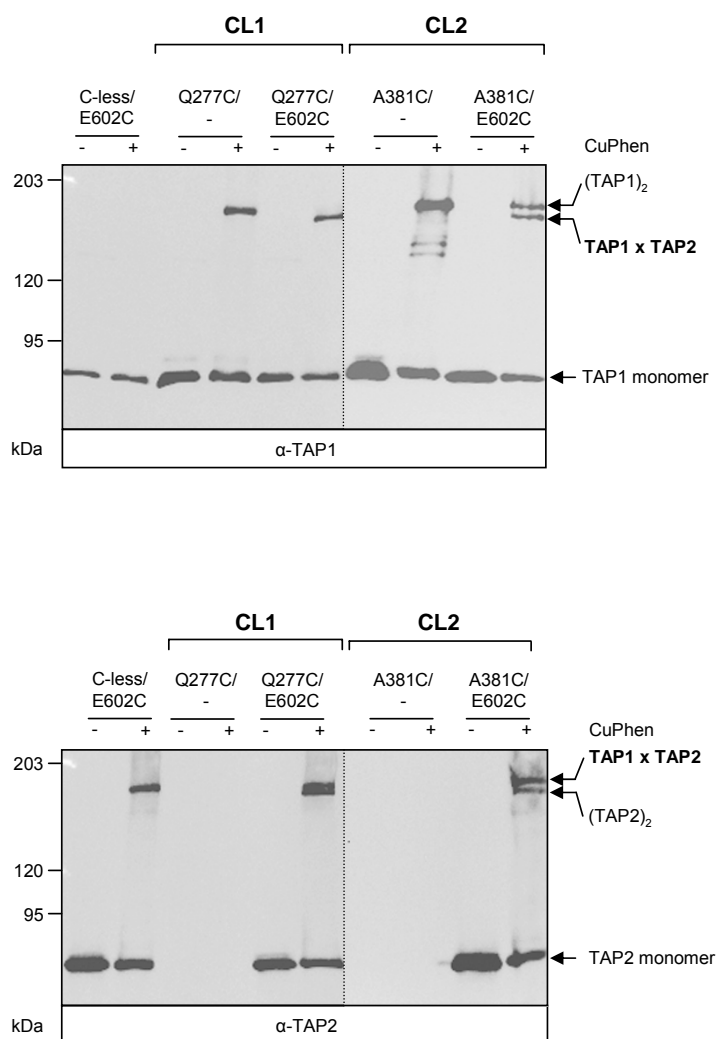 CL1 CL2
C-less/ Q277C/ Q277C/ A381C/ A381C/
E602C - E602C - E602C
- + - + - + - + - + CuPhen
203 (TAP1)2
TAP1 x TAP2
120
95
TAP1 monomer
kDa α-TAP1
CL1 CL2
C-less/ Q277C/ Q277C/ A381C/ A381C/
E602C - E602C - E602C
- + - + - + - + - + CuPhen
203 TAP1 x TAP2
(TAP2)2
120
95
TAP2 monomer
kDa α-TAP2